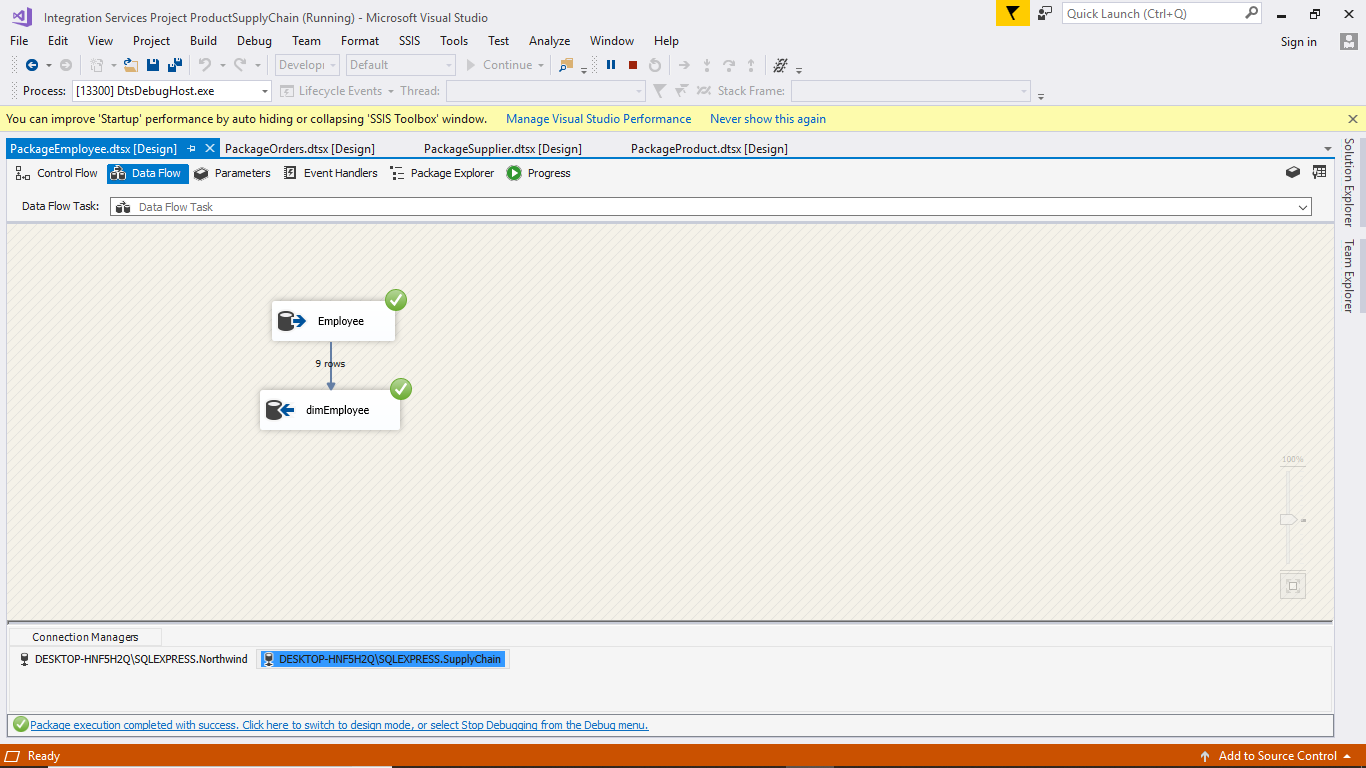 Integration Services Project ProductSupplyChain (Running) - Microsoft Visual Studio
Quick Launch (Ctrl+Q)
File Edit View Project Build Debug Team Format SSIS Tools Test Analyze Window Help
Sign in
Developi Default Continue
Process: [13300] DtsDebugHost.exe Lifecycle Events Thread: Stack Frame:
You can improve 'Startup' performance by auto hiding or collapsing 'SSIS Toolbox' window. Manage Visual Studio Performance Never show this again
PackageEmployee.dtsx [Design] PackageOrders.dtsx [Design] PackageSupplier.dtsx [Design] PackageProduct.dtsx [Design]
Control Flow Data Flow Parameters Event Handlers Package Explorer Progress
Data Flow Task: Data Flow Task
Solution Explorer
Team Explorer
Employee
9 rows
dimEmployee
100%
Connection Managers
DESKTOP-HNF5H2Q\SQLEXPRESS.Northwind DESKTOP-HNF5H2Q\SQLEXPRESS.SupplyChain
Package execution completed with success. Click here to switch to design mode, or select Stop Debugging from the Debug menu.
Ready Add to Source Control